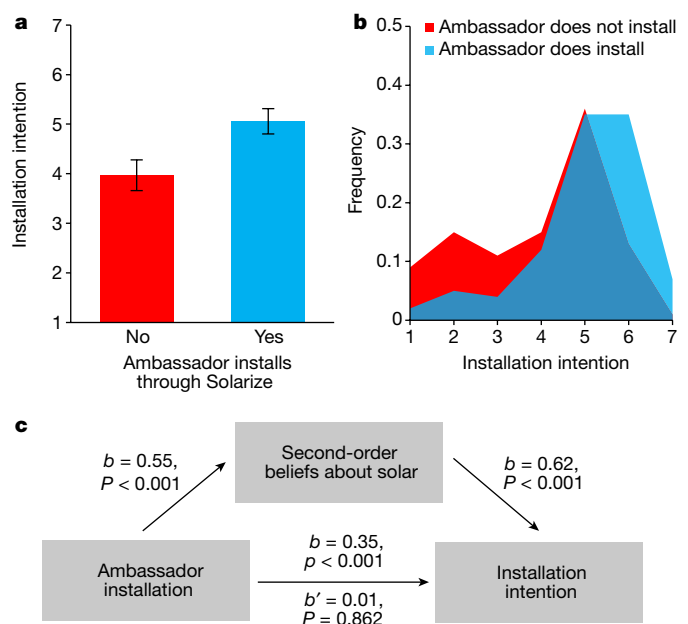 a
7
6
5
4
3
2
1
Installation intention
No
Yes
Ambassador installs
through Solarize
b
0.5
0.4
0.3
0.2
0.1
0
Frequency
Ambassador does not install
Ambassador does install
1 2 3 4 5 6 7
Installation intention
c
b = 0.55,
P < 0.001
Second-order
beliefs about solar
b = 0.62,
P < 0.001
Ambassador
installation
b = 0.35,
p < 0.001
b′ = 0.01,
P = 0.862
Installation
intention